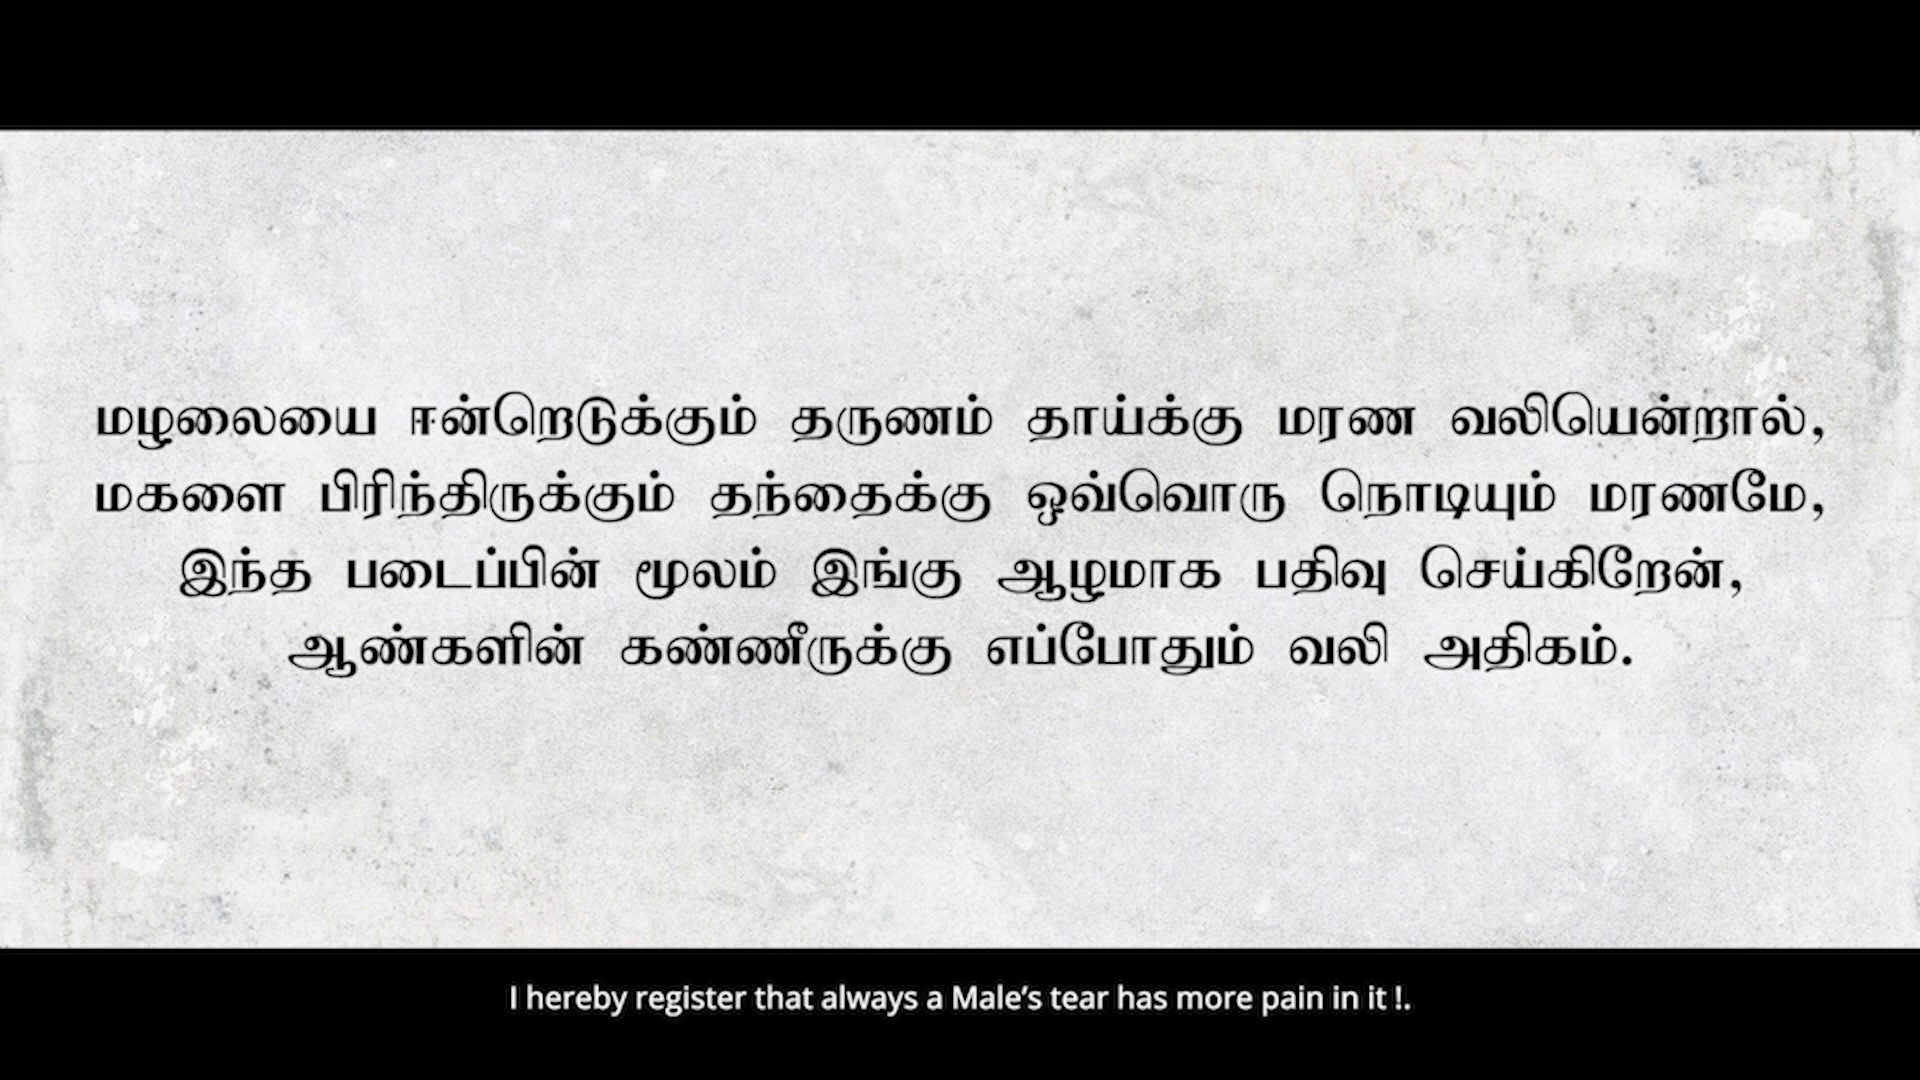 மழலையை ஈன்றெடுக்கும் தருணம் தாய்க்கு மரண வலியென்றால்,
மகளை பிரிந்திருக்கும் தந்தைக்கு ஒவ்வொரு நொடியும் மரணமே,
இந்த படைப்பின் மூலம் இங்கு ஆழமாக பதிவு செய்கிறேன்,
ஆண்களின் கண்ணீருக்கு எப்போதும் வலி அதிகம்.
I hereby register that always a Male’s tear has more pain in it !.